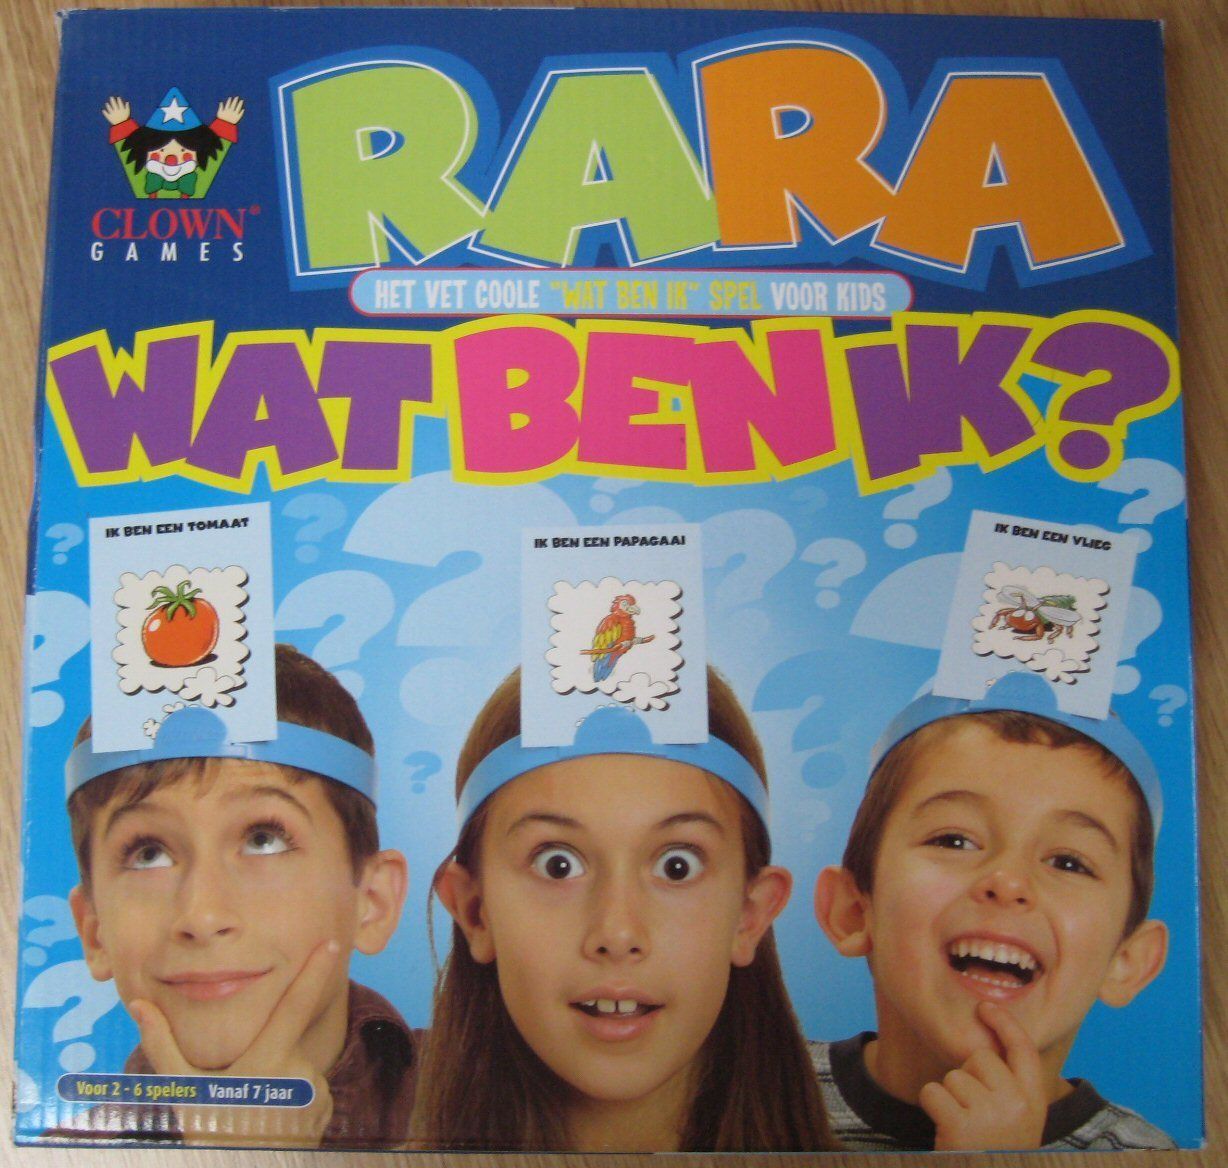 RARA
CLOWN®
GAMES
HET VET COOLE "WAT BEN IK" SPEL VOOR KIDS
WAT BEN IK?
IK BEN EEN TOMAAT
IK BEN EEN PAPAGAAI
IK BEN EEN VLIEG
Voor 2 - 6 spelers Vanaf 7 jaar